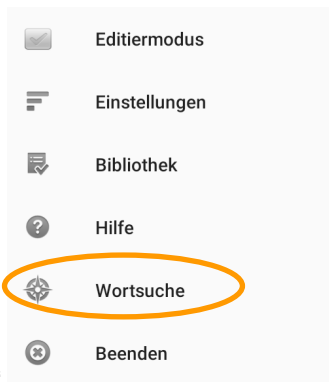 Editiermodus
Einstellungen
Bibliothek
Hilfe
Wortsuche
Beenden